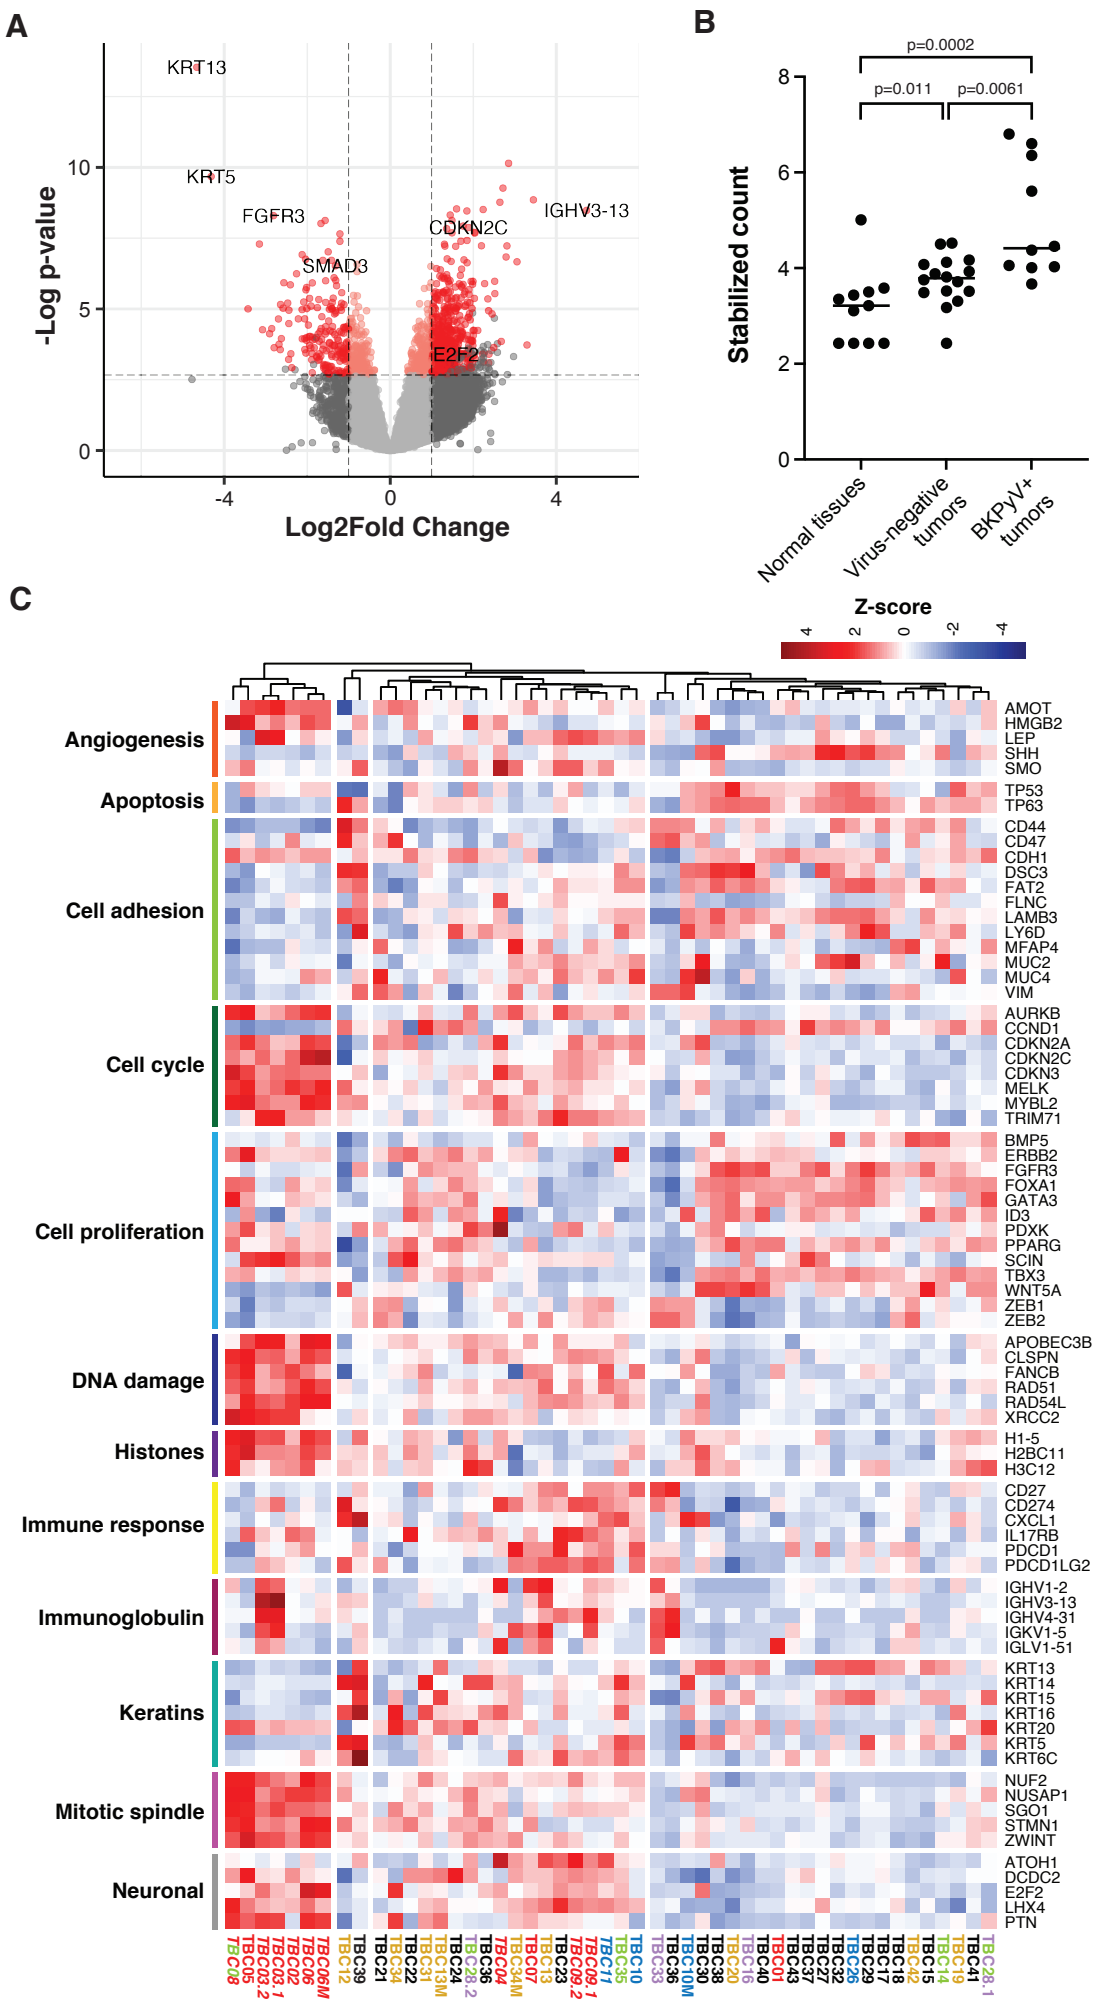 A
KRT13
KRT5
FGFR3
SMAD3
IGHV3-13
CDKN2C
E2F2
10
5
0
-4
0
4
-Log p-value
Log2Fold Change
B
p=0.0002
p=0.011
p=0.0061
8
6
4
2
0
Stabilized count
Normal tissues
Virus-negative
tumors
BKPyV+
tumors
C
Z-score
4
2
0
-2
-4
Angiogenesis
AMOT
HMGB2
LEP
SHH
SMO
Apoptosis
TP53
TP63
Cell adhesion
CD44
CD47
CDH1
DSC3
FAT2
FLNC
LAMB3
LY6D
MFAP4
MUC2
MUC4
VIM
Cell cycle
AURKB
CCND1
CDKN2A
CDKN2C
CDKN3
MELK
MYBL2
TRIM71
Cell proliferation
BMP5
ERBB2
FGFR3
FOXA1
GATA3
ID3
PDXK
PPARG
SCIN
TBX3
WNT5A
ZEB1
ZEB2
DNA damage
APOBEC3B
CLSPN
FANCB
RAD51
RAD54L
XRCC2
Histones
H1-5
H2BC11
H3C12
Immune response
CD27
CD274
CXCL1
IL17RB
PDCD1
PDCD1LG2
Immunoglobulin
IGHV1-2
IGHV3-13
IGHV4-31
IGKV1-5
IGLV1-51
Keratins
KRT13
KRT14
KRT15
KRT16
KRT20
KRT5
KRT6C
Mitotic spindle
NUF2
NUSAP1
SGO1
STMN1
ZWINT
Neuronal
ATOH1
DCDC2
E2F2
LHX4
PTN
TBC08
TBC05
TBC03.2
TBC03.1
TBC02
TBC06
TBC06M
TBC12
TBC39
TBC21
TBC34
TBC22
TBC31
TBC13M
TBC24
TBC28.2
TBC36
TBC04
TBC34M
TBC07
TBC13
TBC23
TBC09.2
TBC09.1
TBC11
TBC35
TBC10
TBC33
TBC36
TBC10M
TBC30
TBC38
TBC20
TBC16
TBC40
TBC01
TBC43
TBC37
TBC27
TBC32
TBC26
TBC29
TBC17
TBC18
TBC42
TBC15
TBC14
TBC19
TBC41
TBC28.1